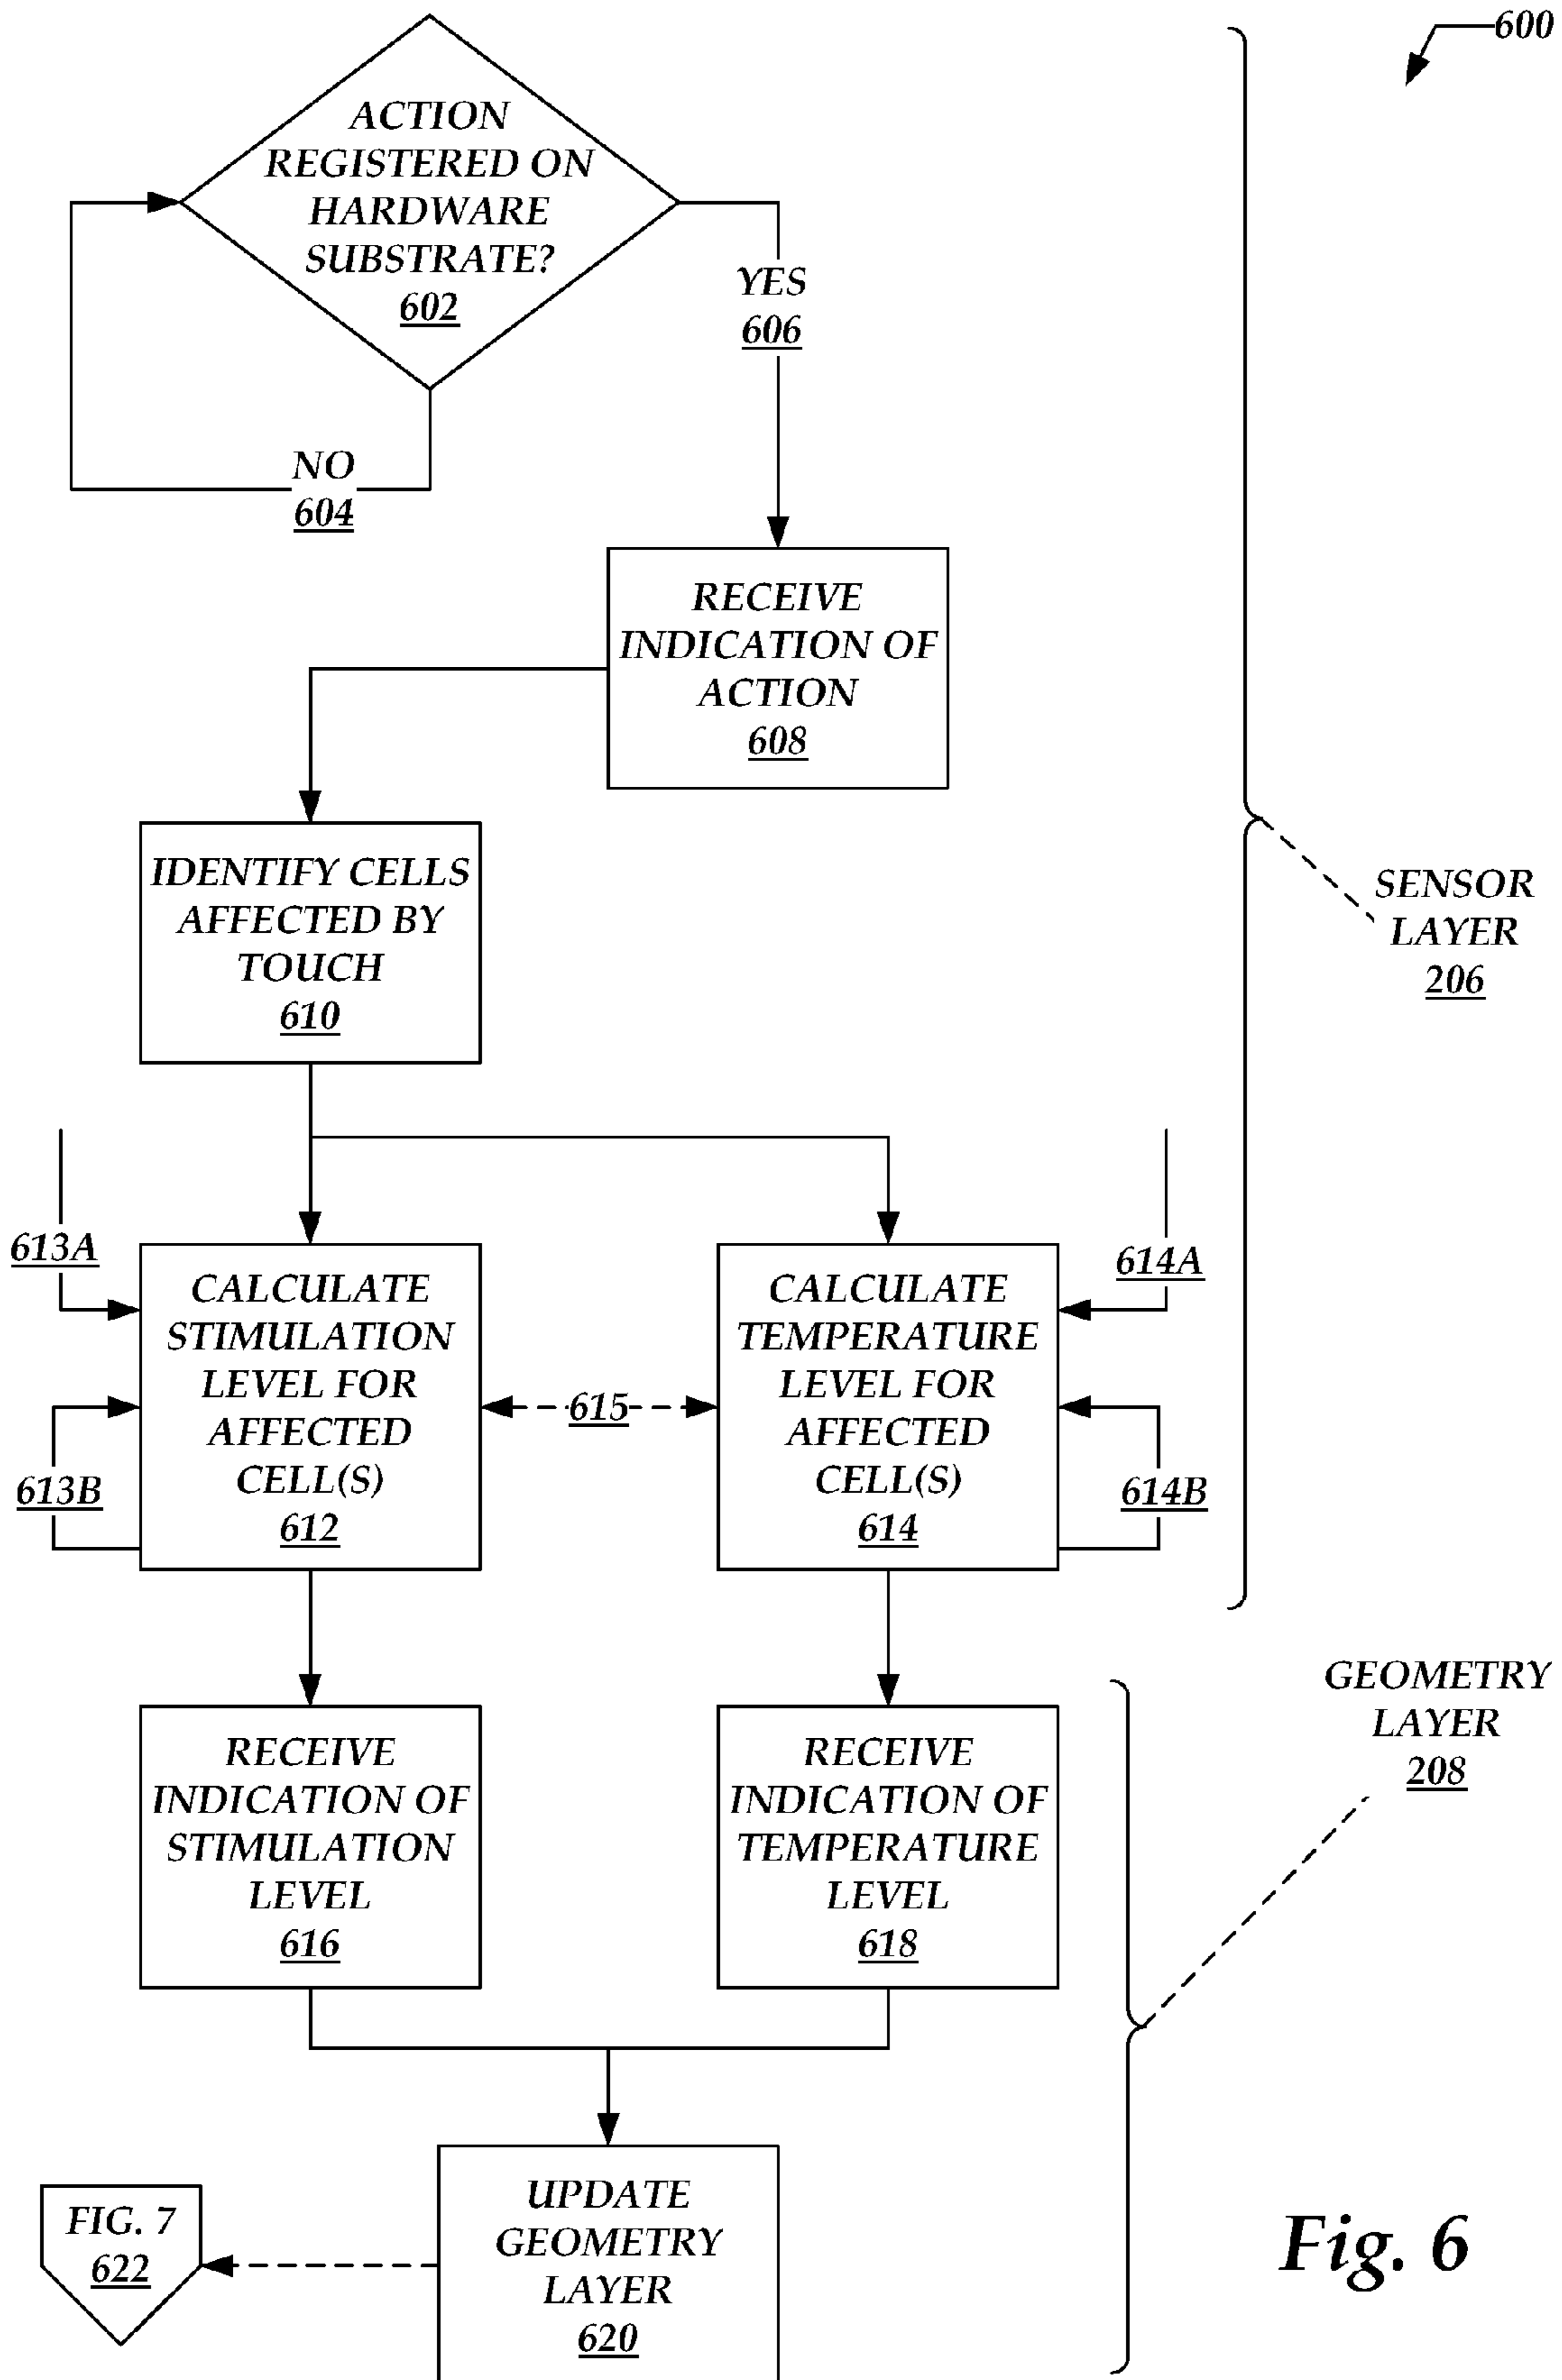 600
ACTION
REGISTERED ON
HARDWARE
SUBSTRATE?
602
YES
606
NO
604
RECEIVE
INDICATION OF
ACTION
608
IDENTIFY CELLS
AFFECTED BY
TOUCH
610
SENSOR
LAYER
206
613A
CALCULATE
STIMULATION
LEVEL FOR
AFFECTED
CELL(S)
612
613B
615
CALCULATE
TEMPERATURE
LEVEL FOR
AFFECTED
CELL(S)
614
614A
614B
RECEIVE
INDICATION OF
STIMULATION
LEVEL
616
RECEIVE
INDICATION OF
TEMPERATURE
LEVEL
618
GEOMETRY
LAYER
208
UPDATE
GEOMETRY
LAYER
620
FIG. 7
622
Fig. 6